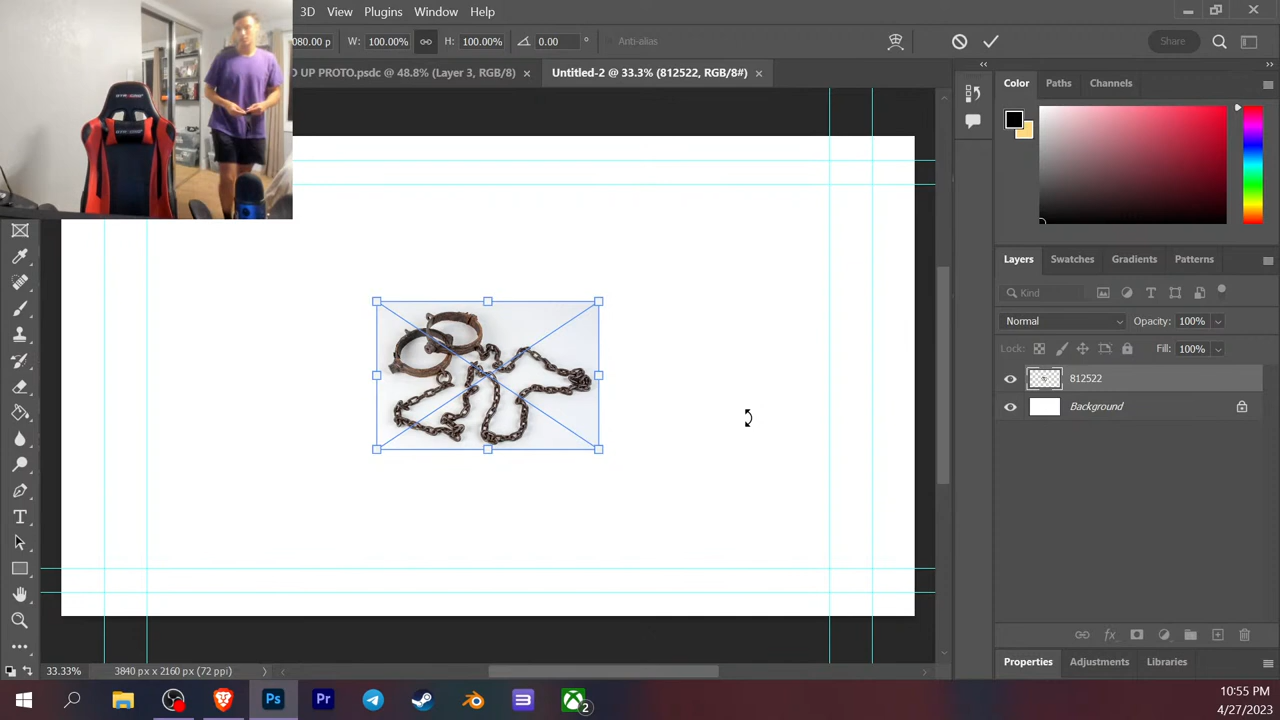 3D View Plugins Window Help
080.00 p W: 100.00% H: 100.00% 0.00 ° Anti-alias Share
D UP PROTO.psdc @ 48.8% (Layer 3, RGB/8) × Untitled-2 @ 33.3% (812522, RGB/8#) ×
Color Paths Channels
Layers Swatches Gradients Patterns
Kind
Normal Opacity: 100%
Lock: Fill: 100%
812522
Background
33.33% 3840 px x 2160 px (72 ppi)
Properties Adjustments Libraries
Ps Pr 2
10:55 PM
4/27/2023